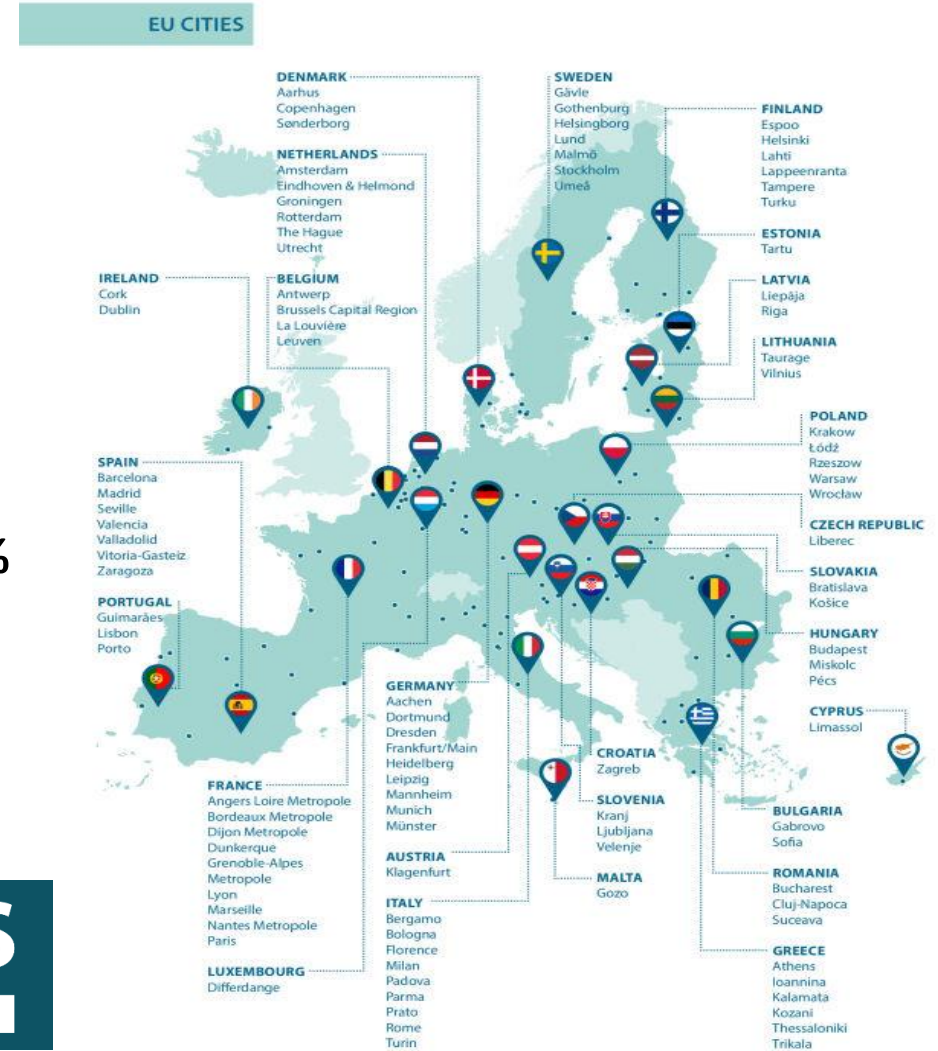 EU CITIES
DENMARK
Aarhus
Copenhagen
Sønderborg
NETHERLANDS
Amsterdam
Eindhoven & Helmond
Groningen
Rotterdam
The Hague
Utrecht
IRELAND
Cork
Dublin
BELGIUM
Antwerp
Brussels Capital Region
La Louvière
Leuven
SWEDEN
Gävle
Gothenburg
Helsingborg
Lund
Malmö
Stockholm
Umeå
FINLAND
Espoo
Helsinki
Lahti
Lappeenranta
Tampere
Turku
ESTONIA
Tartu
LATVIA
Liepāja
Riga
LITHUANIA
Taurage
Vilnius
POLAND
Krakow
Łódź
Rzeszow
Warsaw
Wrocław
CZECH REPUBLIC
Liberec
SLOVAKIA
Bratislava
Košice
HUNGARY
Budapest
Miskolc
Pécs
CYPRUS
Limassol
SPAIN
Barcelona
Madrid
Seville
Valencia
Valladolid
Vitoria-Gasteiz
Zaragoza
%
PORTUGAL
Guimarães
Lisbon
Porto
FRANCE
Angers Loire Metropole
Bordeaux Metropole
Dijon Metropole
Dunkerque
Grenoble-Alpes
Metropole
Lyon
Marseille
Nantes Metropole
Paris
LUXEMBOURG
Differdange
GERMANY
Aachen
Dortmund
Dresden
Frankfurt/Main
Heidelberg
Leipzig
Mannheim
Munich
Münster
AUSTRIA
Klagenfurt
ITALY
Bergamo
Bologna
Florence
Milan
Padova
Parma
Prato
Rome
Turin
CROATIA
Zagreb
SLOVENIA
Kranj
Ljubljana
Velenje
MALTA
Gozo
BULGARIA
Gabrovo
Sofia
ROMANIA
Bucharest
Cluj-Napoca
Suceava
GREECE
Athens
Ioannina
Kalamata
Kozani
Thessaloniki
Trikala
S